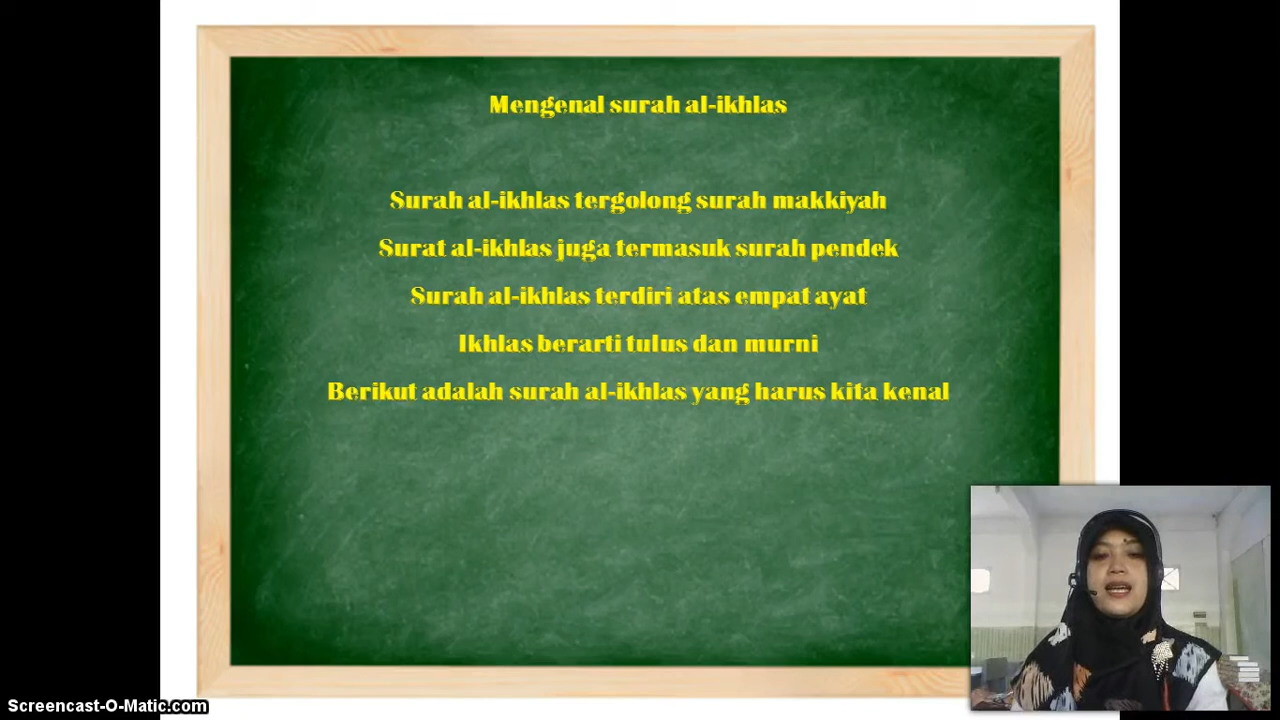 Mengenal surah al-ikhlas
Surah al-ikhlas tergolong surah makkiyah
Surat al-ikhlas juga termasuk surah pendek
Surah al-ikhlas terdiri atas empat ayat
Ikhlas berarti tulus dan murni
Berikut adalah surah al-ikhlas yang harus kita kenal
Screencast-O-Matic.com